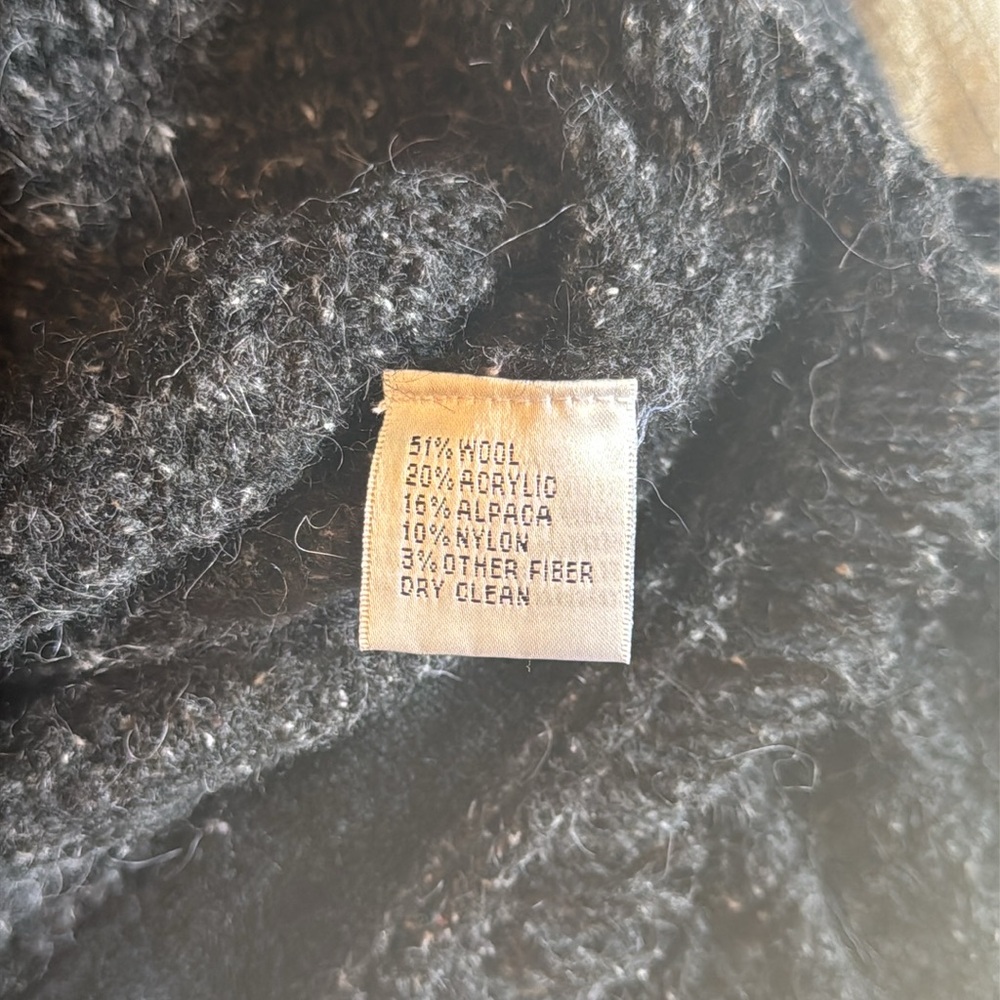 51% WOOL
20% ACRYLIC
16% ALPACA
10% NYLON
3% OTHER FIBER
DRY CLEAN